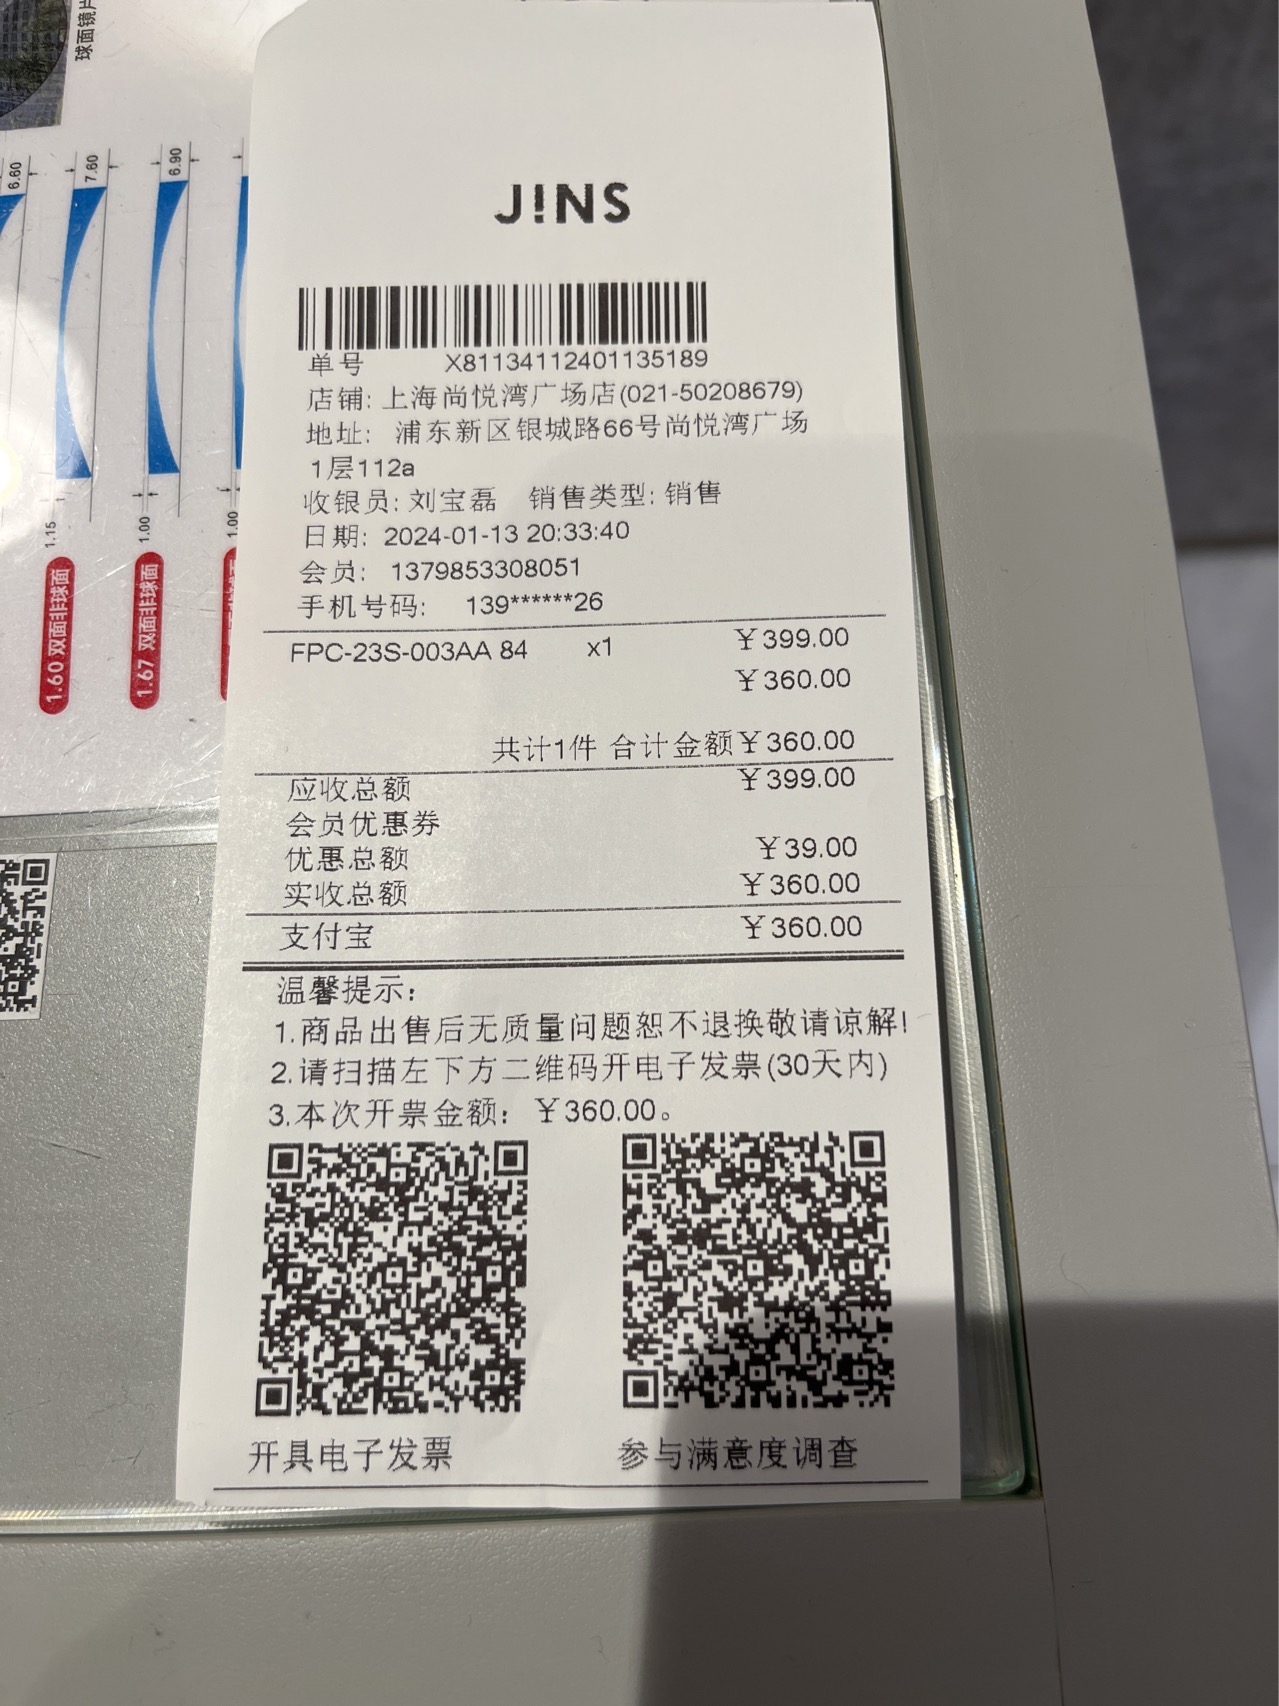 球面镜片
6.60
7.60
6.90
1.15
1.00
1.00
1.60 双面非球面
1.67 双面非球面
J!NS
单号 X81134112401135189
店铺: 上海尚悦湾广场店(021-50208679)
地址: 浦东新区银城路66号尚悦湾广场
1层112a
收银员: 刘宝磊 销售类型: 销售
日期: 2024-01-13 20:33:40
会员: 1379853308051
手机号码: 139******26
FPC-23S-003AA 84 x1 ￥399.00
￥360.00
共计1件 合计金额￥360.00
应收总额 ￥399.00
会员优惠券
优惠总额 ￥39.00
实收总额 ￥360.00
支付宝 ￥360.00
温馨提示:
1.商品出售后无质量问题恕不退换敬请谅解!
2.请扫描左下方二维码开电子发票(30天内)
3.本次开票金额: ￥360.00。
开具电子发票 参与满意度调查